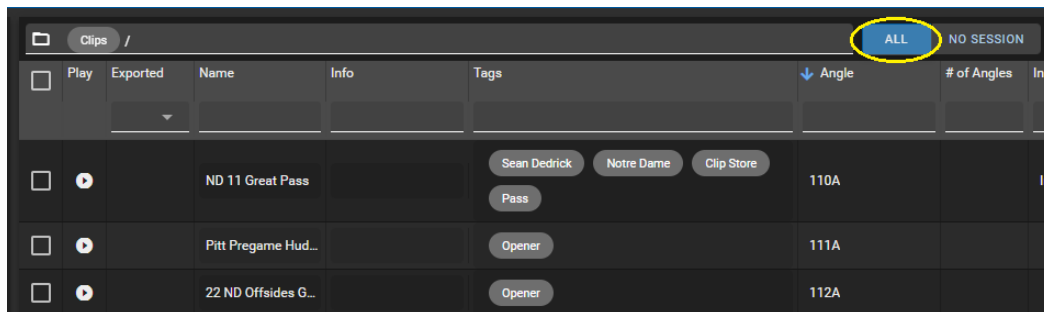 Clips / ALL NO SESSION
Play Exported Name Info Tags Angle # of Angles In
Sean Dedrick Notre Dame Clip Store
ND 11 Great Pass 110A
Pass
Pitt Pregame Hud... Opener 111A
22 ND Offsides G... Opener 112A